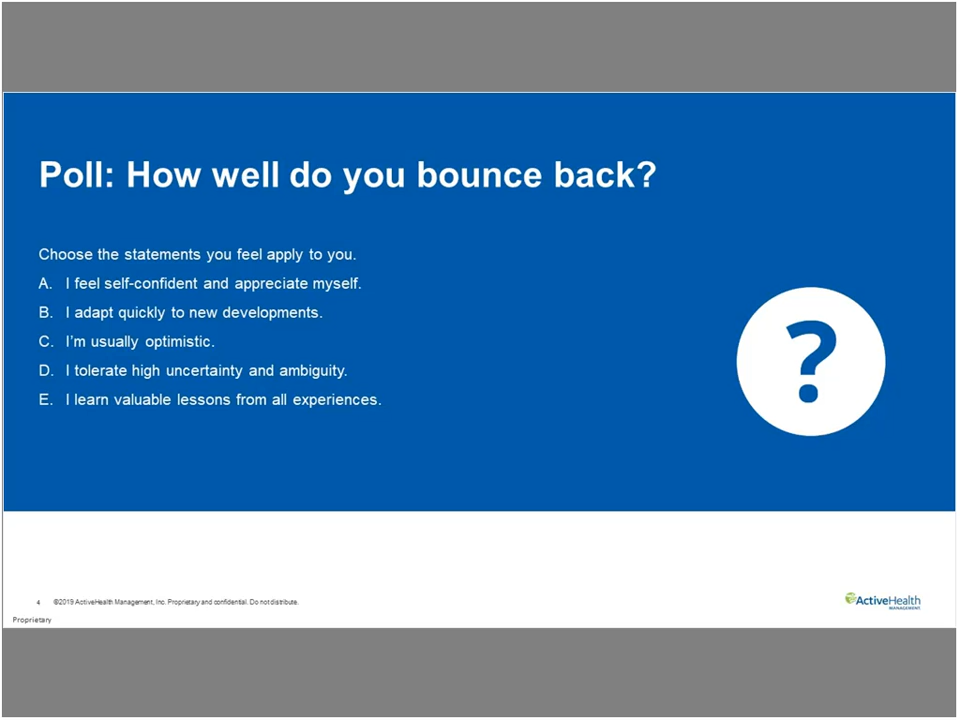 Poll: How well do you bounce back?
Choose the statements you feel apply to you.
A. I feel self-confident and appreciate myself.
B. I adapt quickly to new developments.
C. I’m usually optimistic.
D. I tolerate high uncertainty and ambiguity.
E. I learn valuable lessons from all experiences.
?
4 ©2019 ActiveHealth Management, Inc. Proprietary and confidential. Do not distribute.
ActiveHealth
MANAGEMENT.
Proprietary